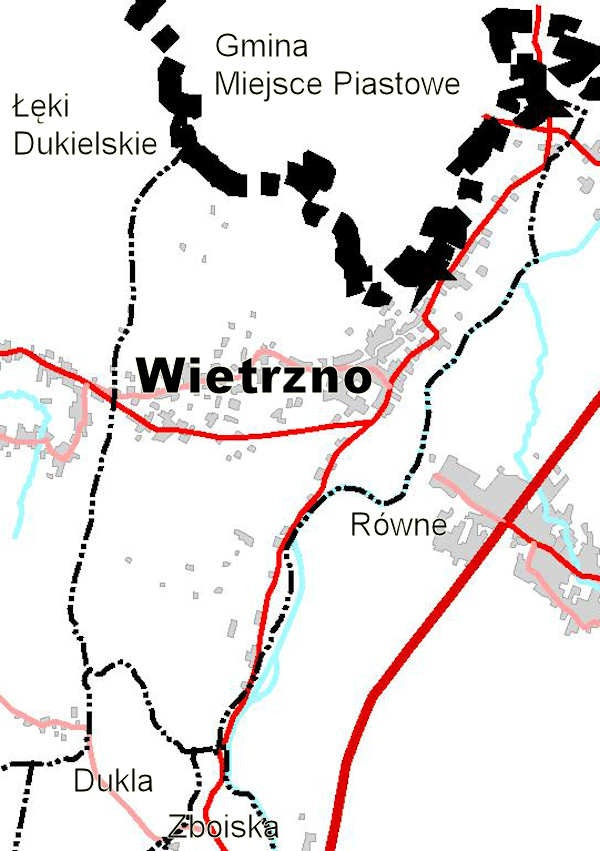 Gmina
Miejsce Piastowe
Łęki
Dukielskie
Wietrzno
Równe
Dukla
Zboiska